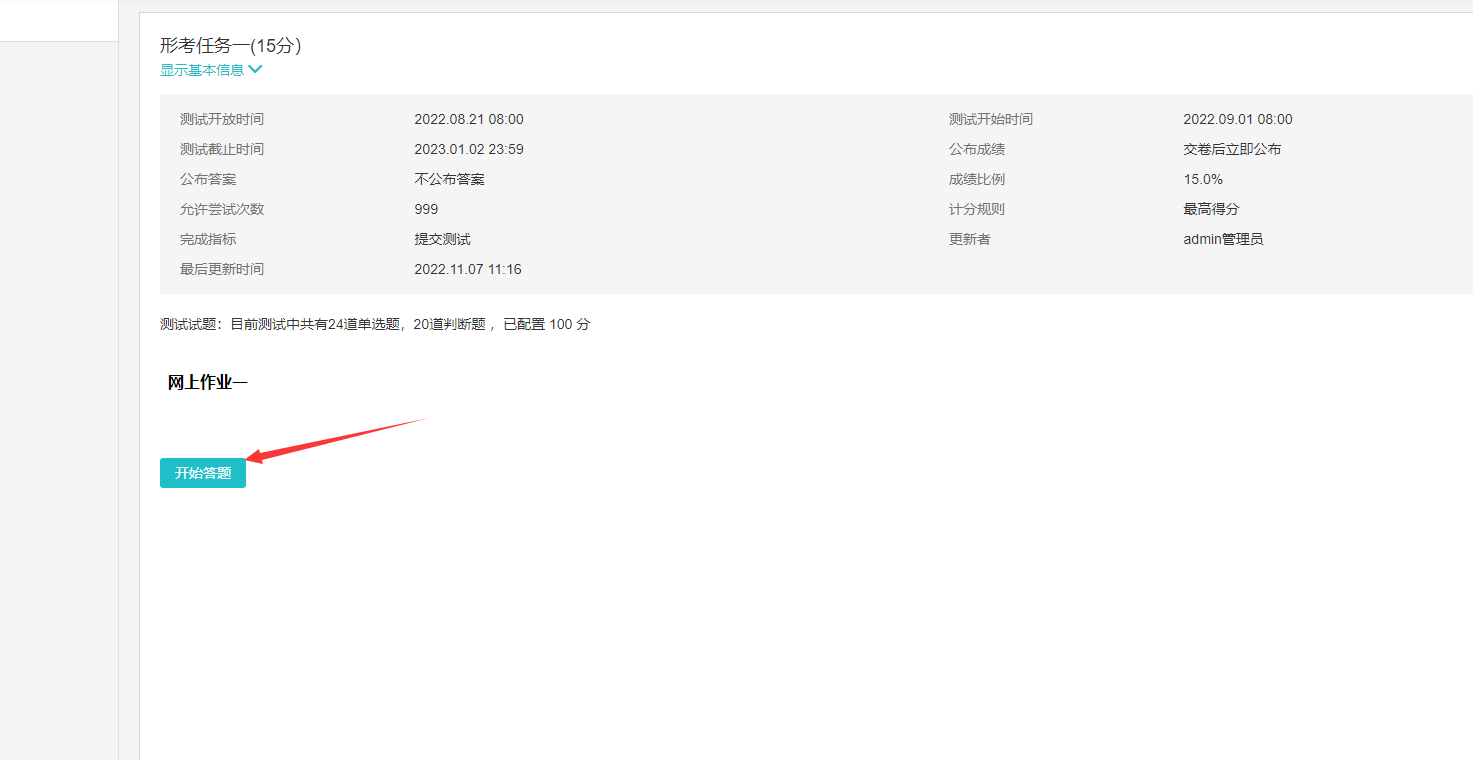 形考任务一(15分)
显示基本信息
测试开放时间 2022.08.21 08:00 测试开始时间 2022.09.01 08:00
测试截止时间 2023.01.02 23:59 公布成绩 交卷后立即公布
公布答案 不公布答案 成绩比例 15.0%
允许尝试次数 999 计分规则 最高得分
完成指标 提交测试 更新者 admin管理员
最后更新时间 2022.11.07 11:16
测试试题：目前测试中共有24道单选题，20道判断题 ，已配置 100 分
网上作业一
开始答题